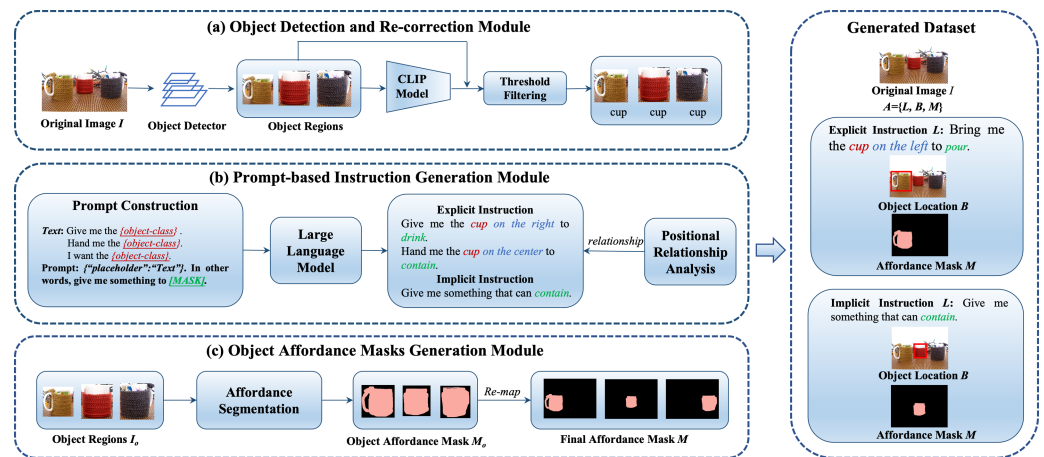 (a) Object Detection and Re-correction Module
Original Image I
Object Detector
Object Regions
CLIP
Model
Threshold
Filtering
cup cup cup
(b) Prompt-based Instruction Generation Module
Prompt Construction
Text: Give me the {object-class} .
Hand me the {object-class}.
I want the {object-class}.
Prompt: {“placeholder”:“Text”}. In other
words, give me something to [MASK].
Large
Language
Model
Explicit Instruction
Give me the cup on the right to
drink.
Hand me the cup on the center to
contain.
Implicit Instruction
Give me something that can contain.
relationship
Positional
Relationship
Analysis
(c) Object Affordance Masks Generation Module
Object Regions Iₒ
Affordance
Segmentation
Object Affordance Mask Mₒ
Re-map
Final Affordance Mask M
Generated Dataset
Original Image I
A={L, B, M}
Explicit Instruction L: Bring me
the cup on the left to pour.
Object Location B
Affordance Mask M
Implicit Instruction L: Give me
something that can contain.
Object Location B
Affordance Mask M